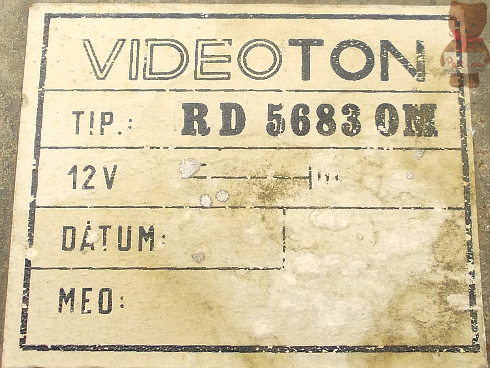 VIDEOTON
TIP.: RD 5683 OM
12V
DÁTUM:
MEO: